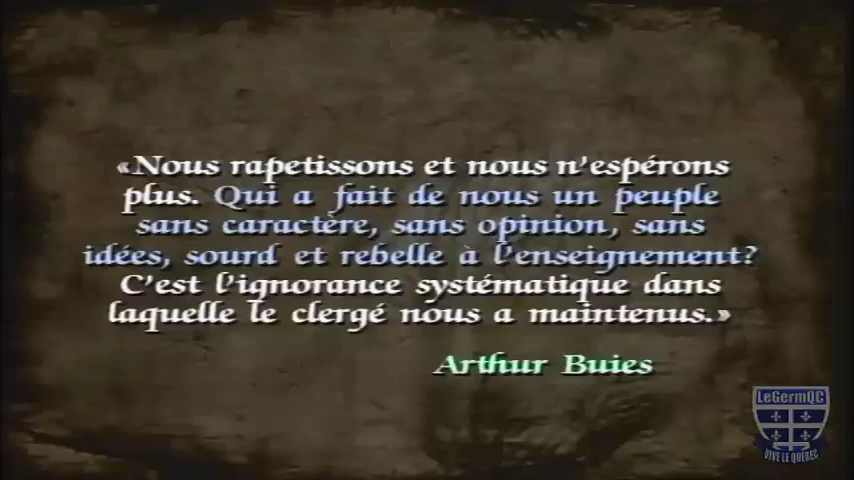 «Nous rapetissons et nous n'espérons
plus. Qui a fait de nous un peuple
sans caractère, sans opinion, sans
idées, sourd et rebelle à l'enseignement?
C'est l'ignorance systématique dans
laquelle le clergé nous a maintenus.»
Arthur Buies
LeGermQC
VIVE LE QUÉBEC